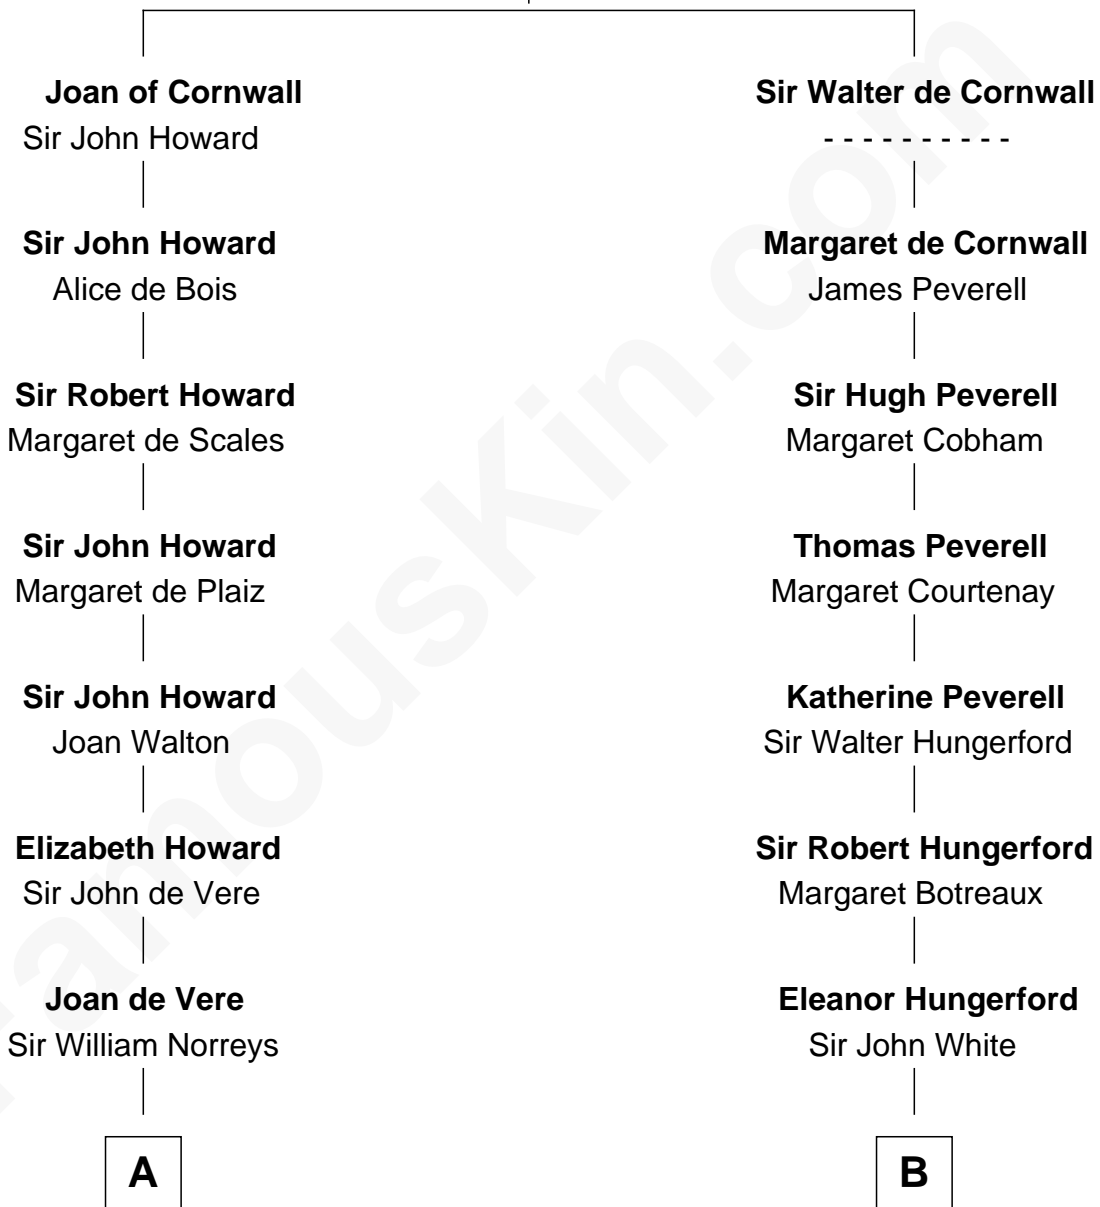 Joan of Cornwall
Sir John Howard
Sir John Howard
Alice de Bois
Sir Robert Howard
Margaret de Scales
Sir John Howard
Margaret de Plaiz
Sir John Howard
Joan Walton
Elizabeth Howard
Sir John de Vere
Joan de Vere
Sir William Norreys
A
Sir Walter de Cornwall
- - - - - - - - - -
Margaret de Cornwall
James Peverell
Sir Hugh Peverell
Margaret Cobham
Thomas Peverell
Margaret Courtenay
Katherine Peverell
Sir Walter Hungerford
Sir Robert Hungerford
Margaret Botreaux
Eleanor Hungerford
Sir John White
B
FamousKin.com